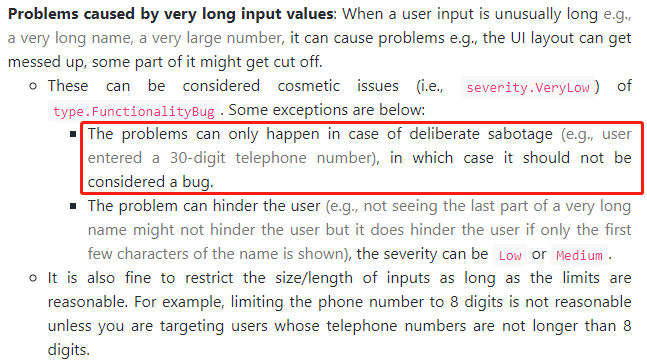 Problems caused by very long input values: When a user input is unusually long e.g.,
a very long name, a very large number, it can cause problems e.g., the UI layout can get
messed up, some part of it might get cut off.
These can be considered cosmetic issues (i.e., severity.VeryLow) of
type.FunctionalityBug. Some exceptions are below:
The problems can only happen in case of deliberate sabotage (e.g., user
entered a 30-digit telephone number), in which case it should not be
considered a bug.
The problem can hinder the user (e.g., not seeing the last part of a very long
name might not hinder the user but it does hinder the user if only the first
few characters of the name is shown), the severity can be Low or Medium.
It is also fine to restrict the size/length of inputs as long as the limits are
reasonable. For example, limiting the phone number to 8 digits is not reasonable
unless you are targeting users whose telephone numbers are not longer than 8
digits.